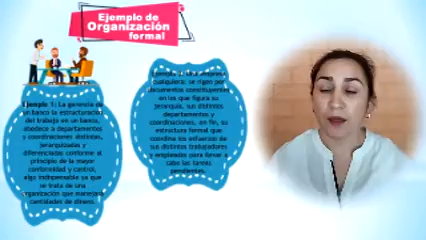 Ejemplo de
Organización
formal
Ejemplo 1: La gerencia de
un banco la estructuración
del trabajo en un banco,
obedece a departamentos
y coordinaciones distintas,
jerarquizadas y
diferenciadas conforme al
principio de la mayor
conformidad y control,
algo indispensable ya que
se trata de una
organización que manejará
cantidades de dinero.
empresa
cualquiera: se rigen por
documentos constituyentes
en los que figura su
jerarquía, sus distintos
departamentos y
coordinaciones, en fin, su
estructura formal que
coordina los esfuerzos de
sus distintos trabajadores
y empleados para llevar a
cabo las tareas
pendientes.